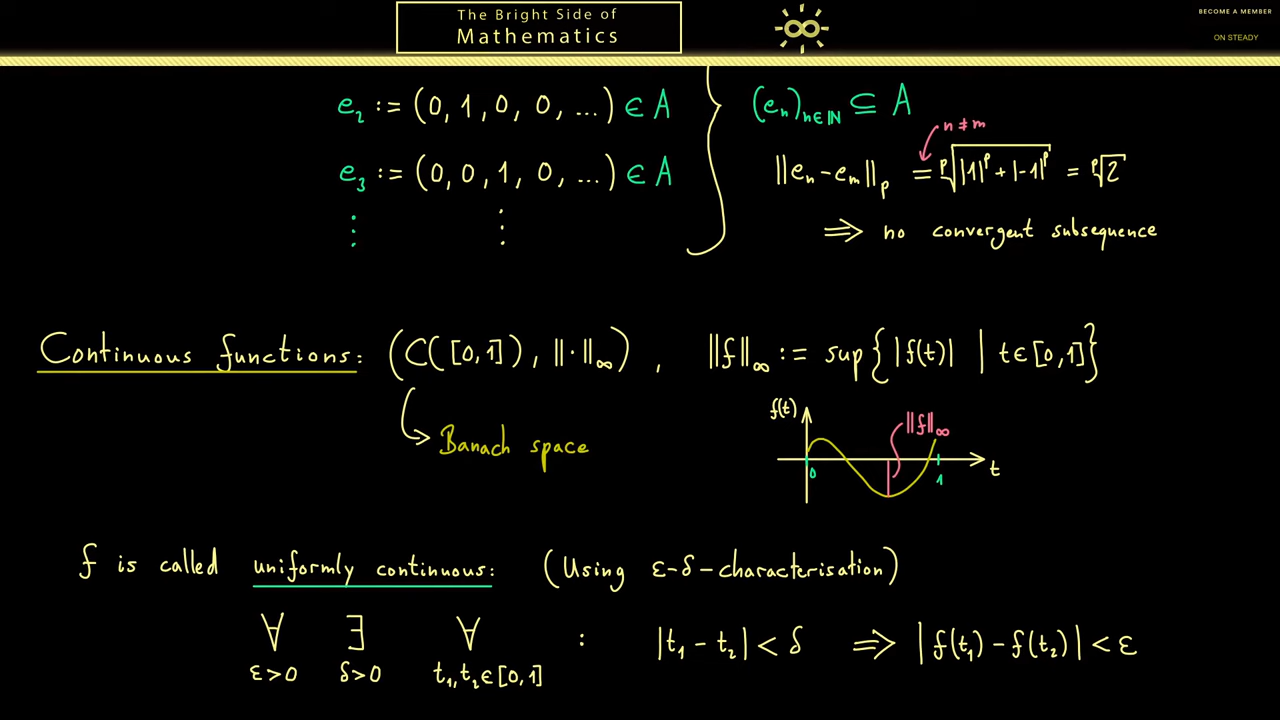 The Bright Side of
Mathematics
BECOME A MEMBER
ON STEADY
e₂ := (0, 1, 0, 0, ...) ∈ A
(eₙ)ₙ∈ℕ ⊆ A
n ≠ m
e₃ := (0, 0, 1, 0, ...) ∈ A
‖eₙ − eₘ‖ₚ = ᵖ√(|1|ᵖ + |−1|ᵖ) = ᵖ√2
⋮ ⋮
⟹ no convergent subsequence
Continuous functions: (C([0,1]), ‖·‖∞) , ‖f‖∞ := sup{ |f(t)| | t ∈ [0,1] }
f(t)
‖f‖∞
Banach space
0 1 t
f is called uniformly continuous: (Using ε-δ-characterisation)
∀ ∃ ∀ : |t₁ − t₂| < δ ⟹ |f(t₁) − f(t₂)| < ε
ε>0 δ>0 t₁,t₂∈[0,1]